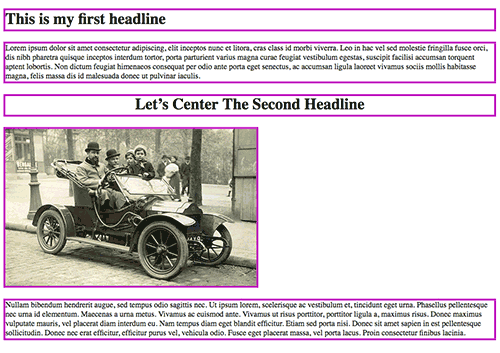 This is my first headline
Lorem ipsum dolor sit amet consectetur adipiscing, elit inceptos nunc et litora, eras class id morbi viverra. Leo in hac vel sed molestie fringilla fusce orci,
dis nibh pharetra quisque inceptos interdum tortor, porta parturient varius magna curae feugiat vestibulum egestas, suscipit facilisi accumsan torquent
aptent lobortis. Non dictum feugiat himenaeos consequat per odio ante porta eget senectus, ac accumsan ligula laoreet vivamus sociis mollis habitasse
magna, felis massa dis id malesuada donec ut pulvinar iaculis.
Let's Center The Second Headline
Nullam bibendum hendrerit augue, sed tempus odio sagittis nec. Ut ipsum lorem, scelerisque ac vestibulum et, tincidunt eget urna. Phasellus pellentesque
nec urna id elementum. Maecenas a urna metus. Vivamus ac euismod ante. Vivamus ut risus porttitor, porttitor ligula a, maximus risus. Donec maximus
vulputate mauris, vel placerat diam interdum eu. Nam tempus diam eget blandit efficitur. Etiam sed porta nisi. Donec sit amet sapien in est pellentesque
sollicitudin. Donec nec erat efficitur, efficitur purus vel, vehicula odio. Fusce eget placerat massa, vel porta lacus. Proin consectetur finibus lacinia.